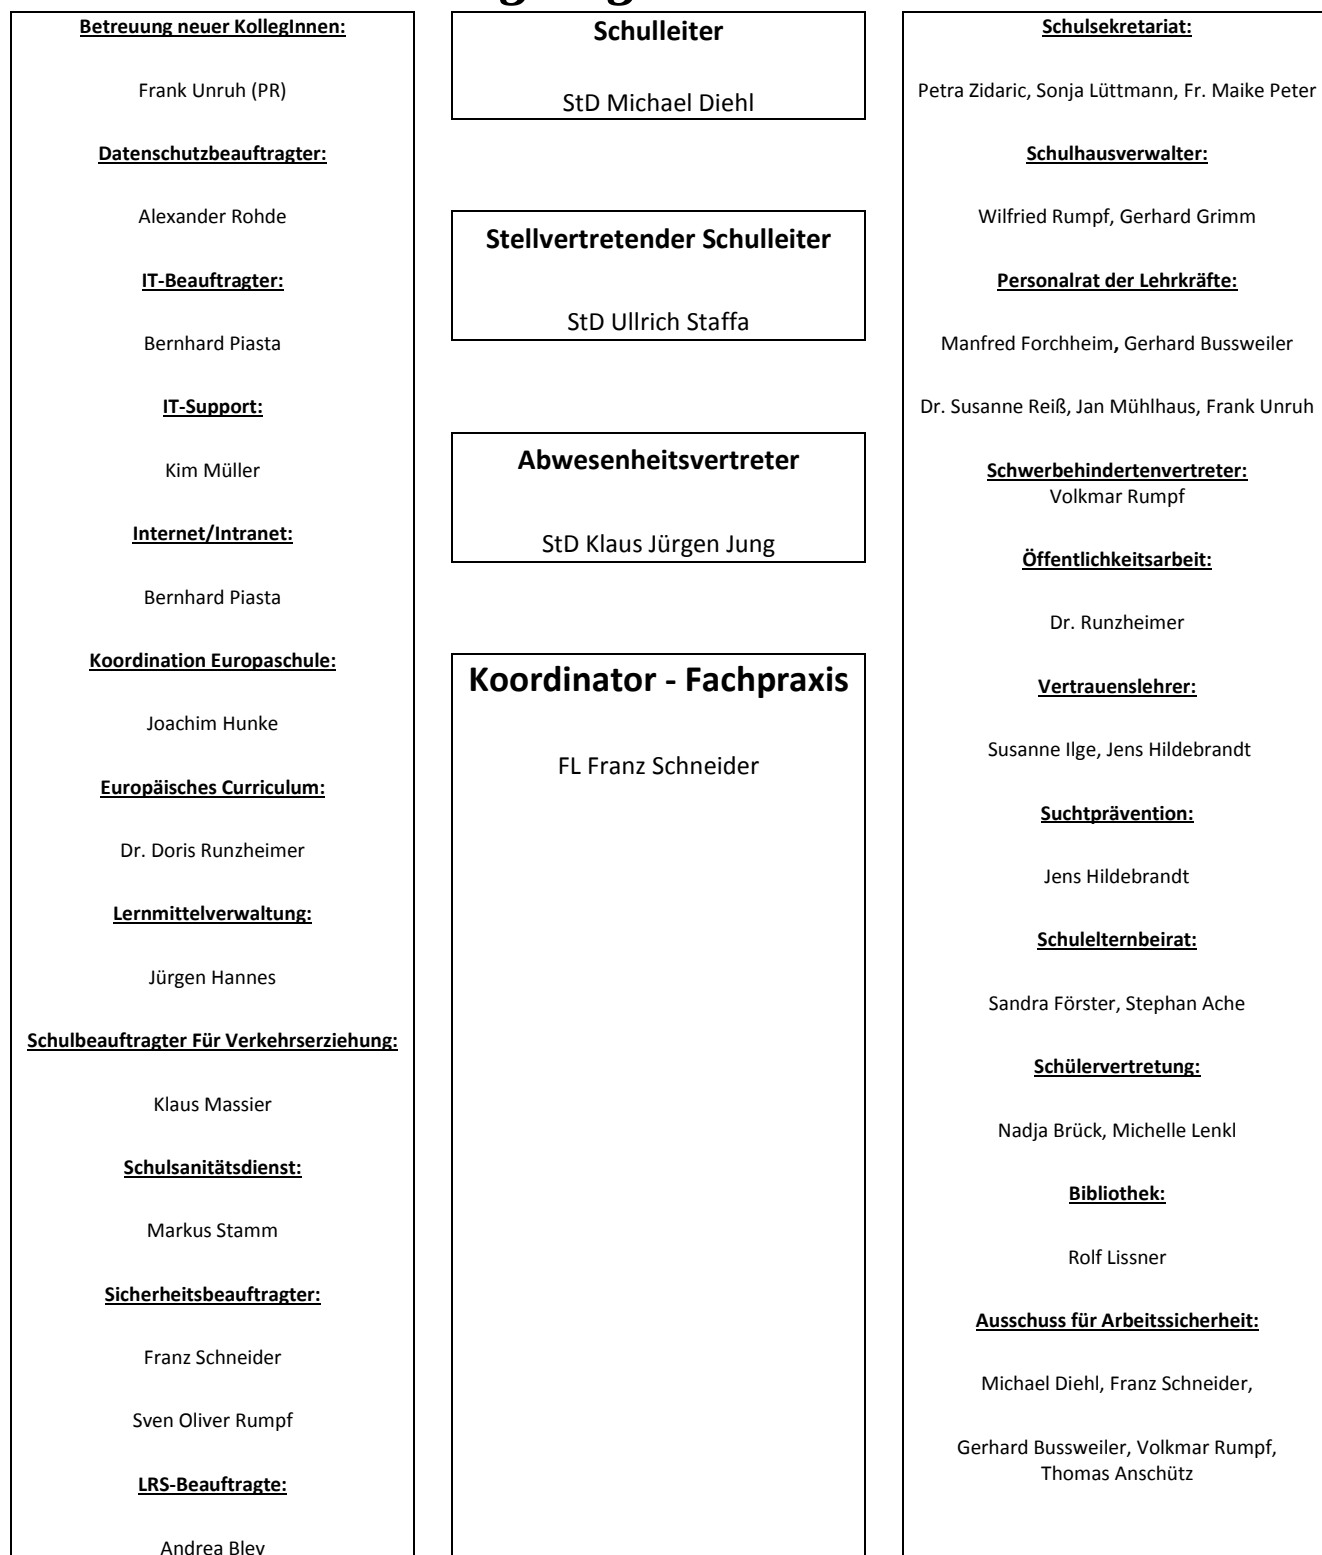 Betreuung neuer KollegInnen:
Frank Unruh (PR)
Datenschutzbeauftragter:
Alexander Rohde
IT-Beauftragter:
Bernhard Piasta
IT-Support:
Kim Müller
Internet/Intranet:
Bernhard Piasta
Koordination Europaschule:
Joachim Hunke
Europäisches Curriculum:
Dr. Doris Runzheimer
Lernmittelverwaltung:
Jürgen Hannes
Schulbeauftragter Für Verkehrserziehung:
Klaus Massier
Schulsanitätsdienst:
Markus Stamm
Sicherheitsbeauftragter:
Franz Schneider
Sven Oliver Rumpf
LRS-Beauftragte:
Andrea Bley
Schulleiter
StD Michael Diehl
Stellvertretender Schulleiter
StD Ullrich Staffa
Abwesenheitsvertreter
StD Klaus Jürgen Jung
Koordinator - Fachpraxis
FL Franz Schneider
Schulsekretariat:
Petra Zidaric, Sonja Lüttmann, Fr. Maike Peter
Schulhausverwalter:
Wilfried Rumpf, Gerhard Grimm
Personalrat der Lehrkräfte:
Manfred Forchheim, Gerhard Bussweiler
Dr. Susanne Reiß, Jan Mühlhaus, Frank Unruh
Schwerbehindertenvertreter:
Volkmar Rumpf
Öffentlichkeitsarbeit:
Dr. Runzheimer
Vertrauenslehrer:
Susanne Ilge, Jens Hildebrandt
Suchtprävention:
Jens Hildebrandt
Schulelternbeirat:
Sandra Förster, Stephan Ache
Schülervertretung:
Nadja Brück, Michelle Lenkl
Bibliothek:
Rolf Lissner
Ausschuss für Arbeitssicherheit:
Michael Diehl, Franz Schneider,
Gerhard Bussweiler, Volkmar Rumpf,
Thomas Anschütz